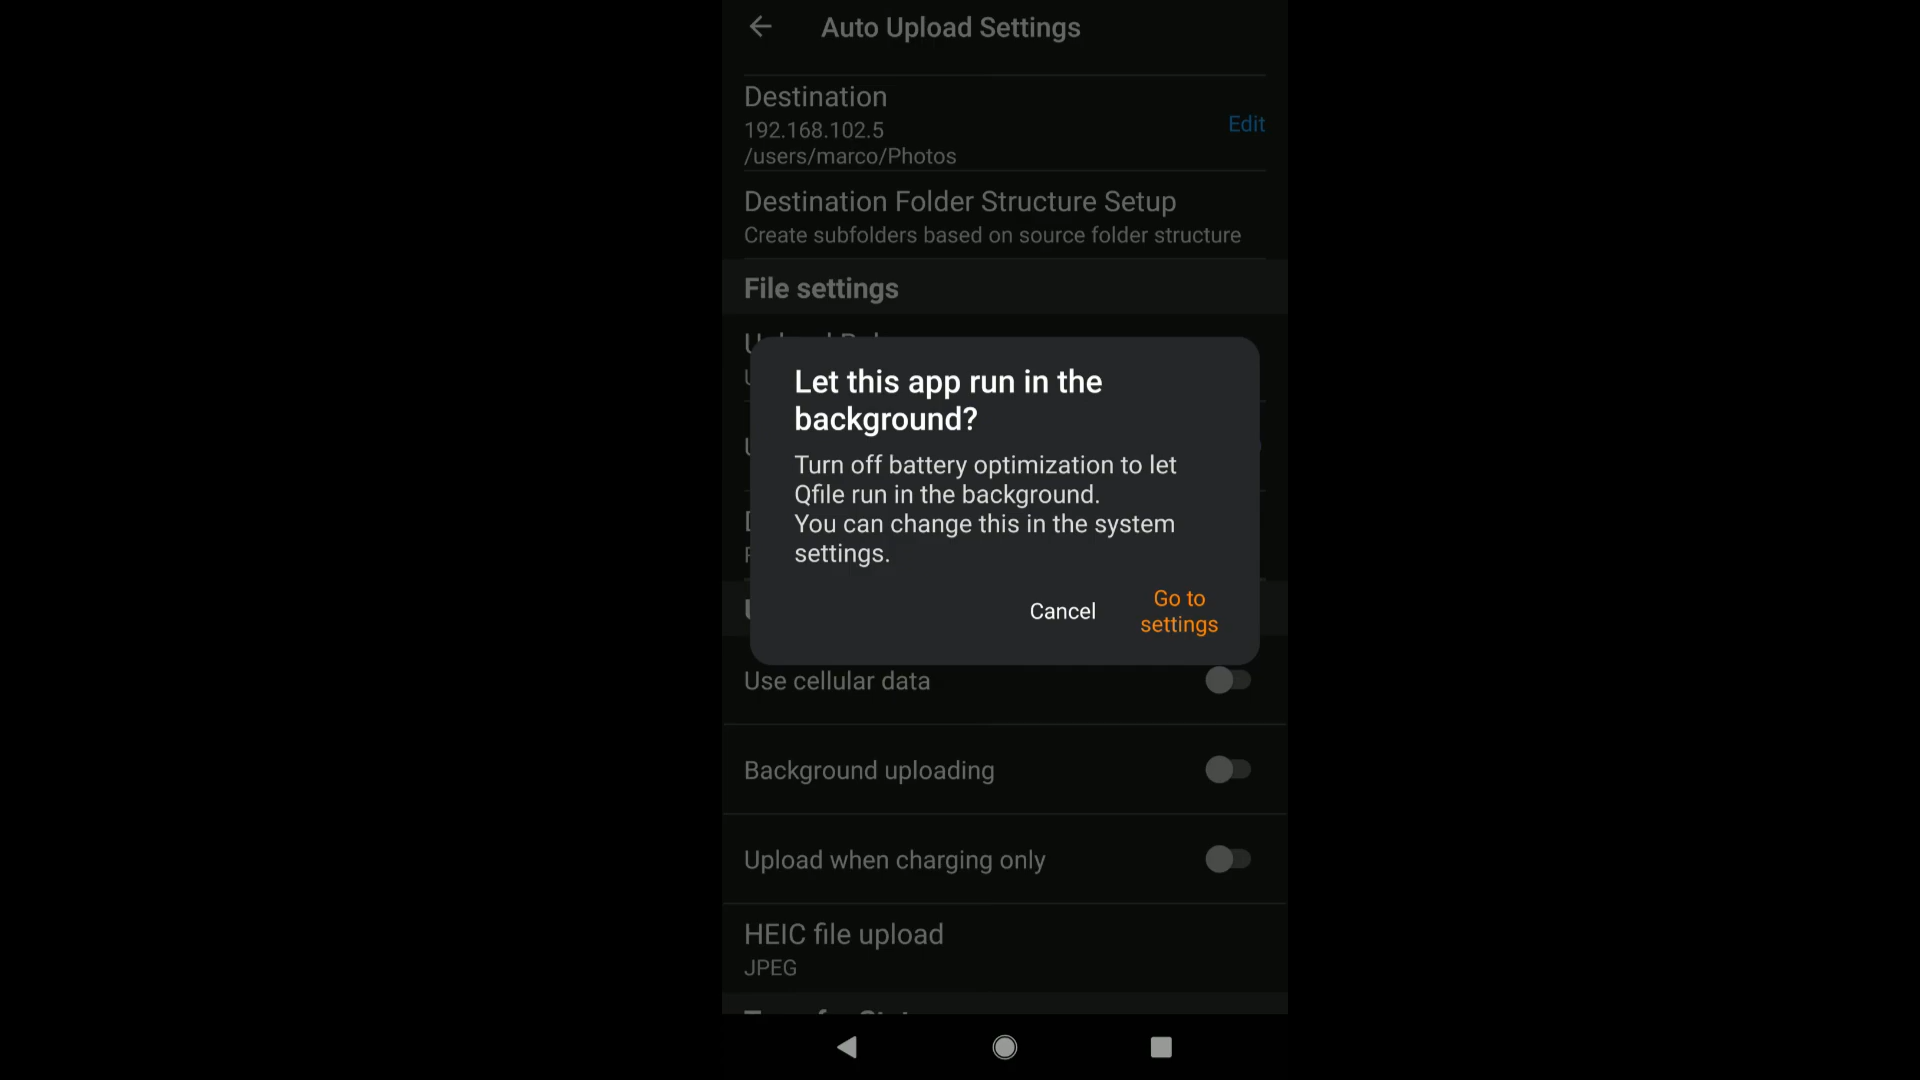 Auto Upload Settings
Destination
192.168.102.5
Edit
/users/marco/Photos
Destination Folder Structure Setup
Create subfolders based on source folder structure
File settings
Let this app run in the
background?
Turn off battery optimization to let
Qfile run in the background.
You can change this in the system
settings.
Cancel
Go to
settings
Use cellular data
Background uploading
Upload when charging only
HEIC file upload
JPEG